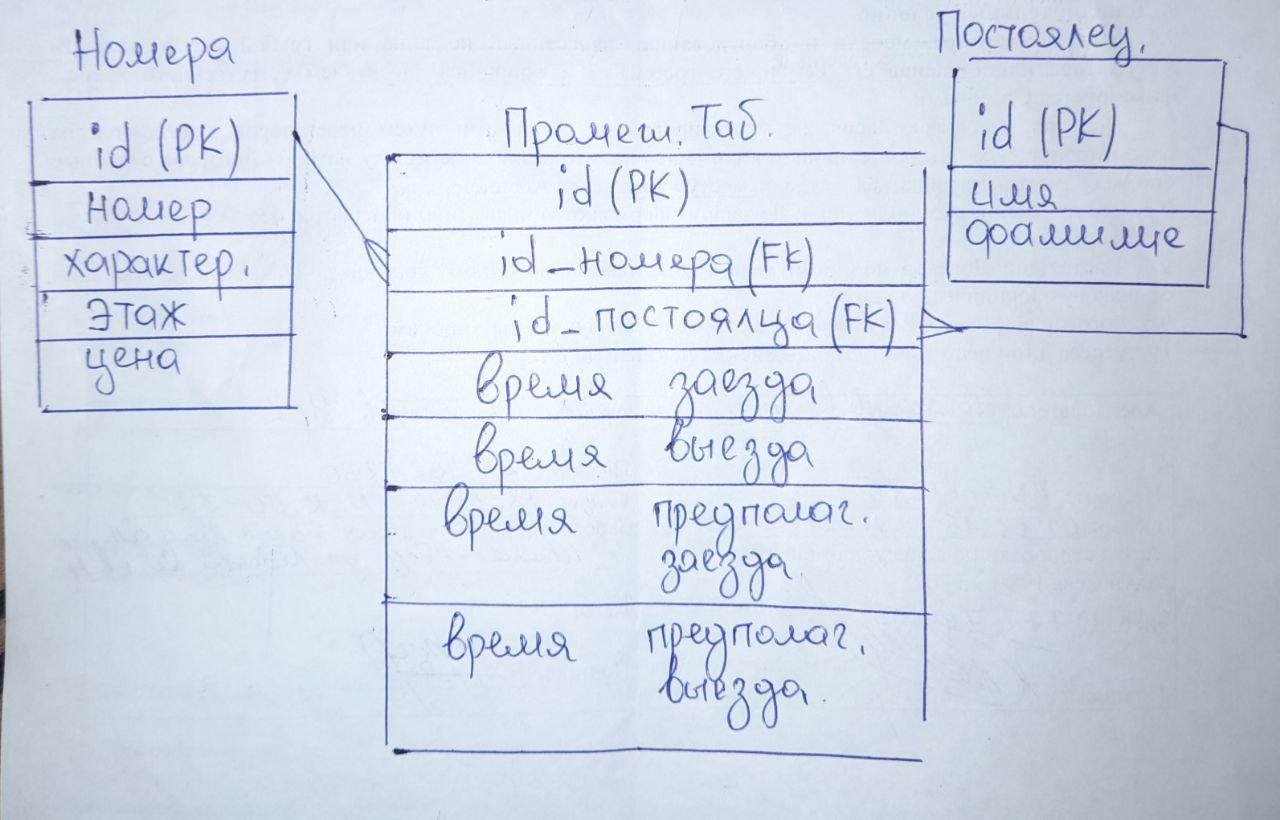 Номера
id (PK)
номер
характер.
этаж
цена
Промеш. Таб
id (PK)
id_номера (FK)
id_постояльца (FK)
время заезда
время выезда
время предполаг.
заезда
время предполаг.
выезда
Постоялец.
id (PK)
имя
фамилие